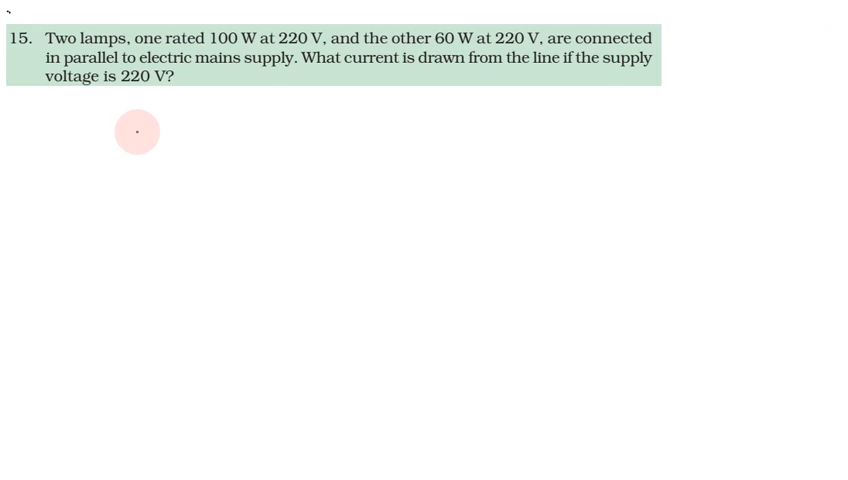 15. Two lamps, one rated 100 W at 220 V, and the other 60 W at 220 V, are connected
in parallel to electric mains supply. What current is drawn from the line if the supply
voltage is 220 V?